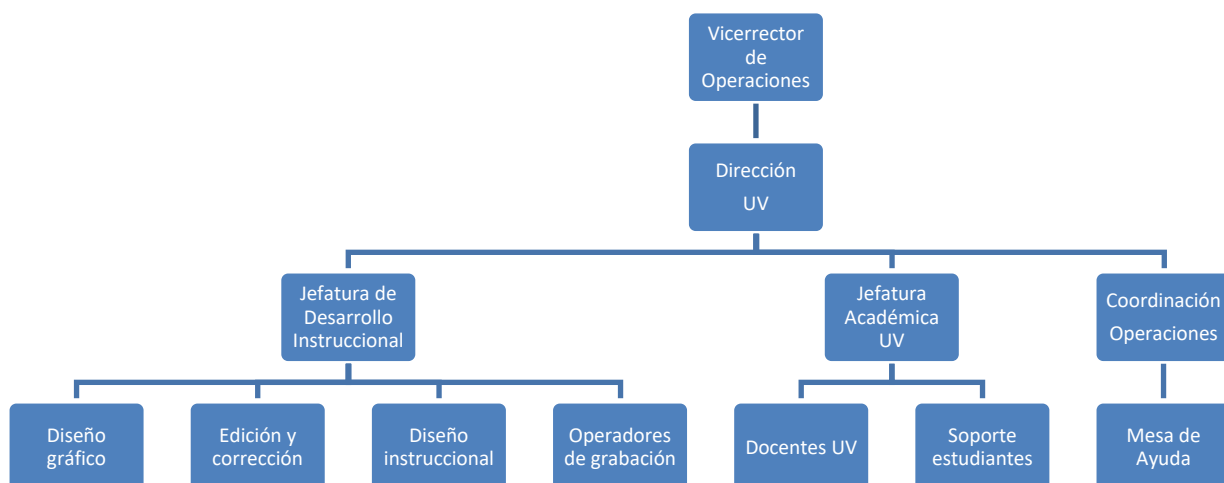 Vicerrector
de
Operaciones
Dirección
UV
Jefatura de
Desarrollo
Instruccional
Jefatura
Académica
UV
Coordinación
Operaciones
Diseño
gráfico
Edición y
corrección
Diseño
instruccional
Operadores
de grabación
Docentes UV
Soporte
estudiantes
Mesa de
Ayuda